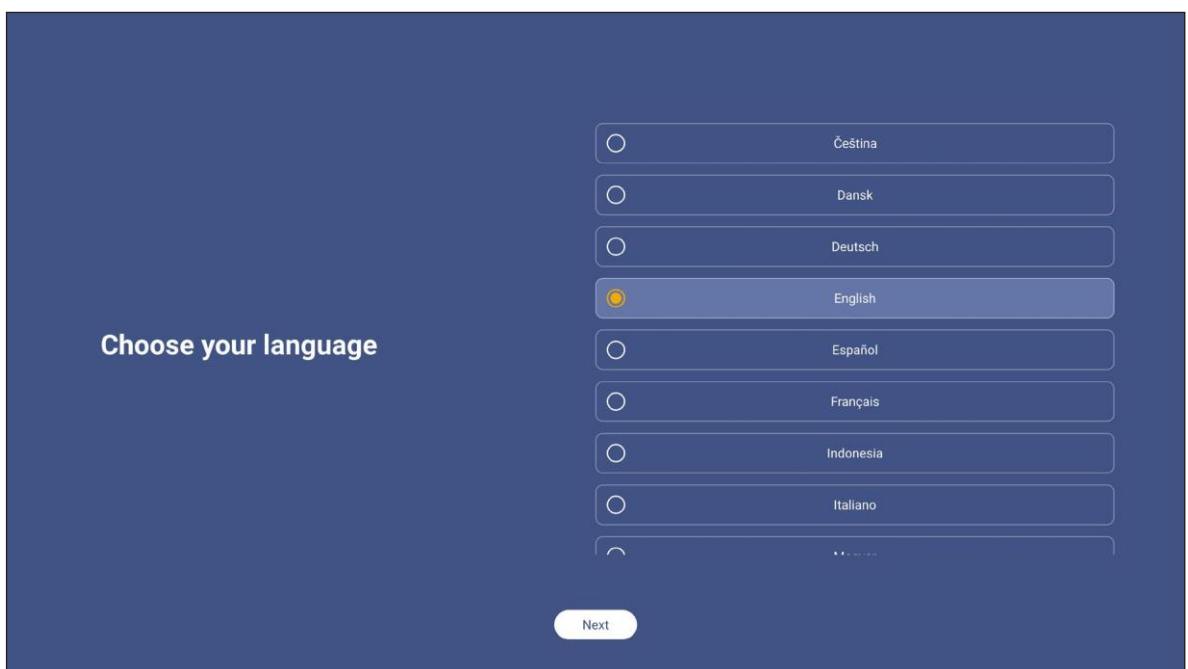 Choose your language
Čeština
Dansk
Deutsch
English
Español
Français
Indonesia
Italiano
Next